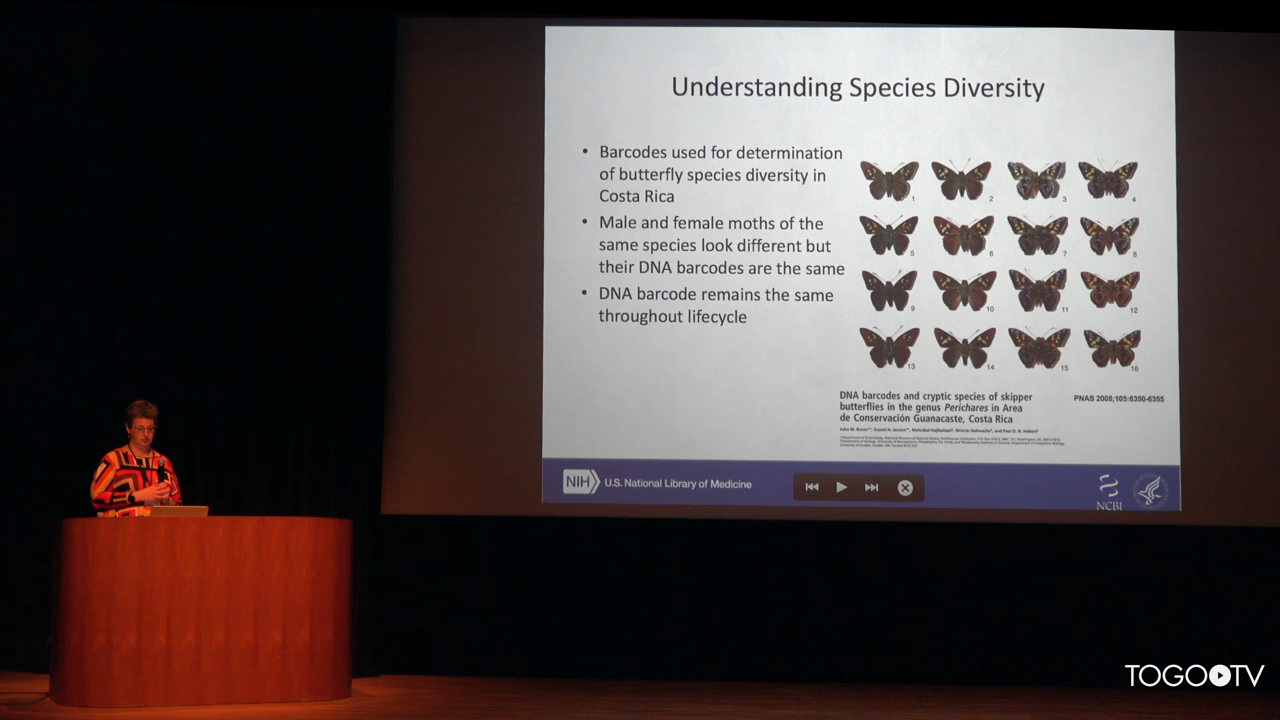 Understanding Species Diversity
• Barcodes used for determination
of butterfly species diversity in
Costa Rica
• Male and female moths of the
same species look different but
their DNA barcodes are the same
• DNA barcode remains the same
throughout lifecycle
1 2 3 4
5 6 7 8
9 10 11 12
13 14 15 16
DNA barcodes and cryptic species of skipper
butterflies in the genus Perichares in Area
de Conservación Guanacaste, Costa Rica
PNAS 2008;105:6350-6355
NIH U.S. National Library of Medicine
NCBI
TOGO TV